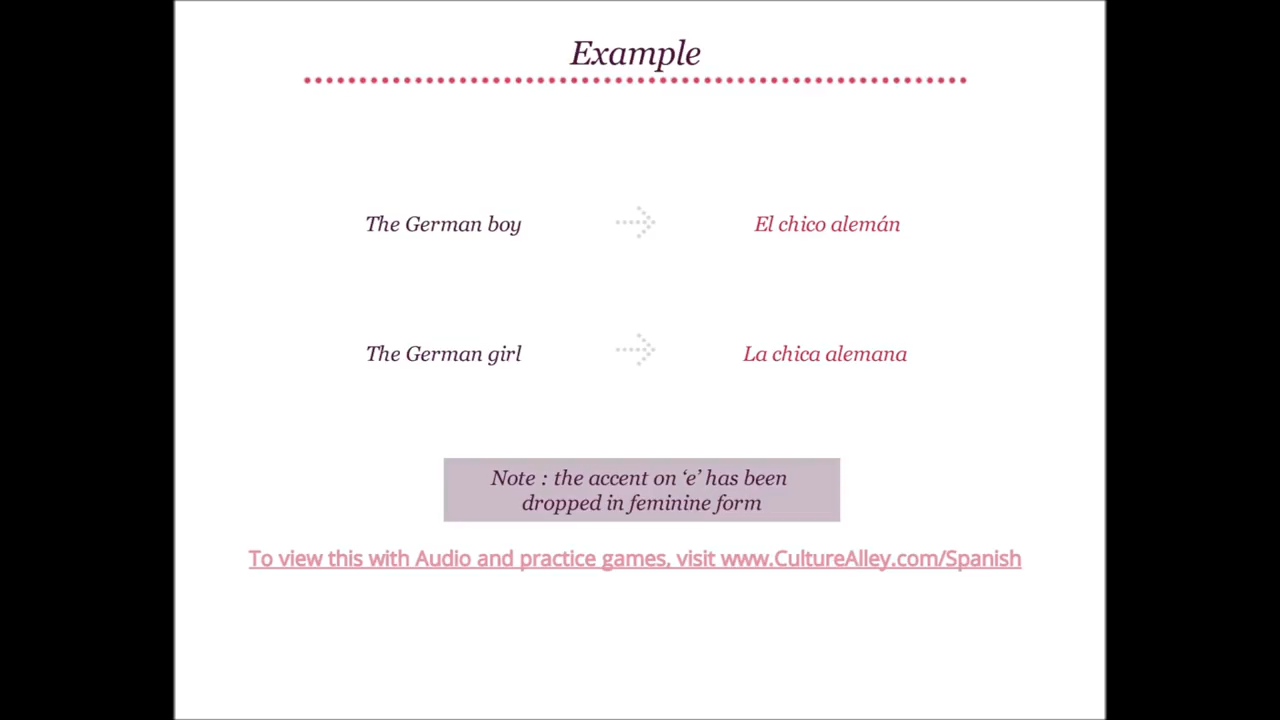 Example
The German boy
El chico alemán
The German girl
La chica alemana
Note : the accent on ‘e’ has been
dropped in feminine form
To view this with Audio and practice games, visit www.CultureAlley.com/Spanish